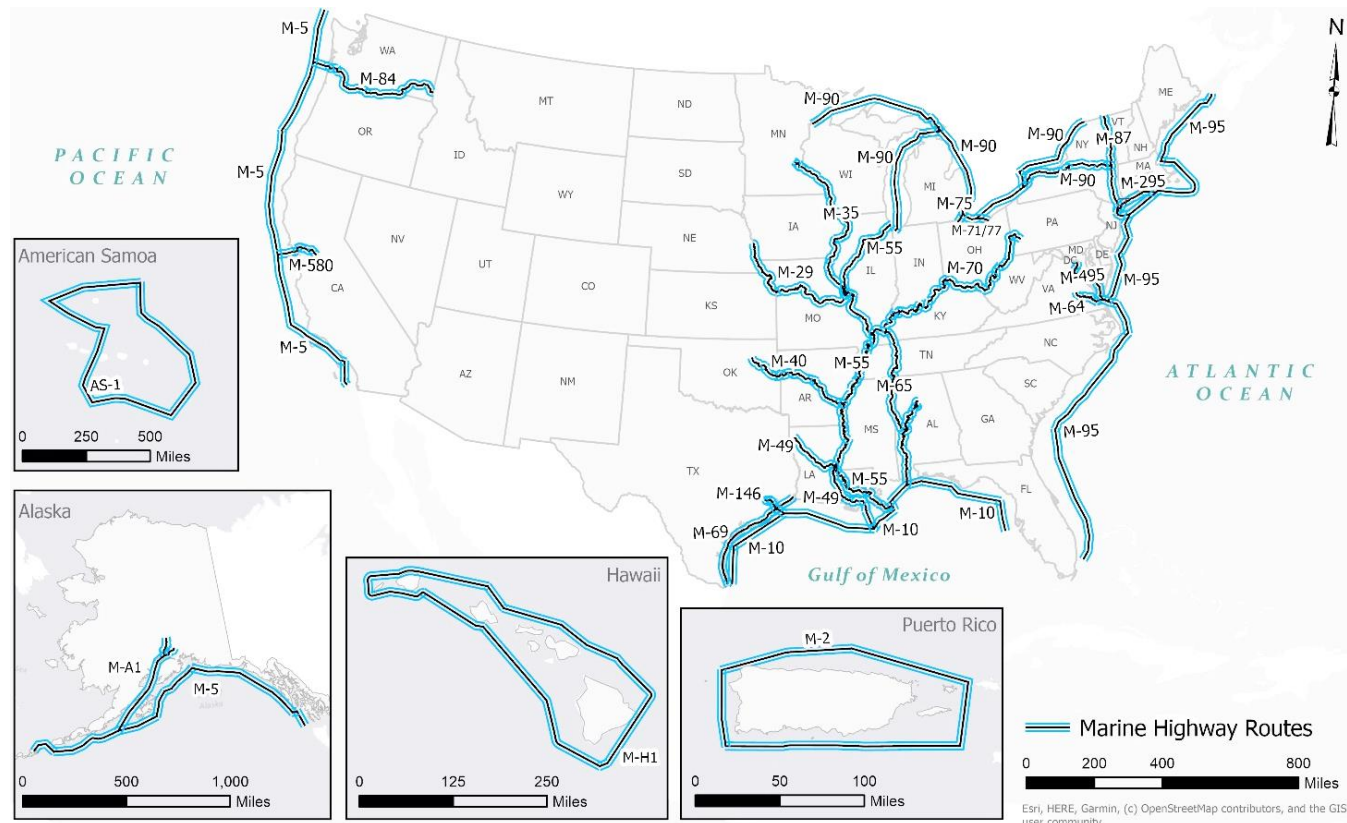 M-5
N
WA
ME
M-84
MT
ND
M-90
VT
M-95
MN
M-90
M-87
OR
NY
NH
ID
M-90
M-90
MA
PACIFIC
OCEAN
M-5
SD
WI
M-90
M-295
WY
MI
M-75
M-35
M-71/77
PA
IA
NJ
NE
M-55
OH
MD
DE
American Samoa
NV
IN
DC
UT
IL
M-70
M-495
M-580
CO
M-29
WV
VA
M-95
CA
KS
M-64
MO
KY
M-5
NC
TN
M-40
M-55
OK
ATLANTIC
OCEAN
AZ
NM
M-65
AS-1
AR
SC
MS
AL
GA
0 250 500
Miles
M-95
M-49
TX
LA
M-55
Alaska
M-146
M-49
FL
M-69
M-10
M-10
M-10
Gulf of Mexico
Hawaii
Puerto Rico
M-2
M-A1
M-5
Alaska
Marine Highway Routes
M-H1
0 200 400 800
Miles
0 500 1,000
Miles
0 125 250
Miles
0 50 100
Miles
Esri, HERE, Garmin, (c) OpenStreetMap contributors, and the GIS
user community